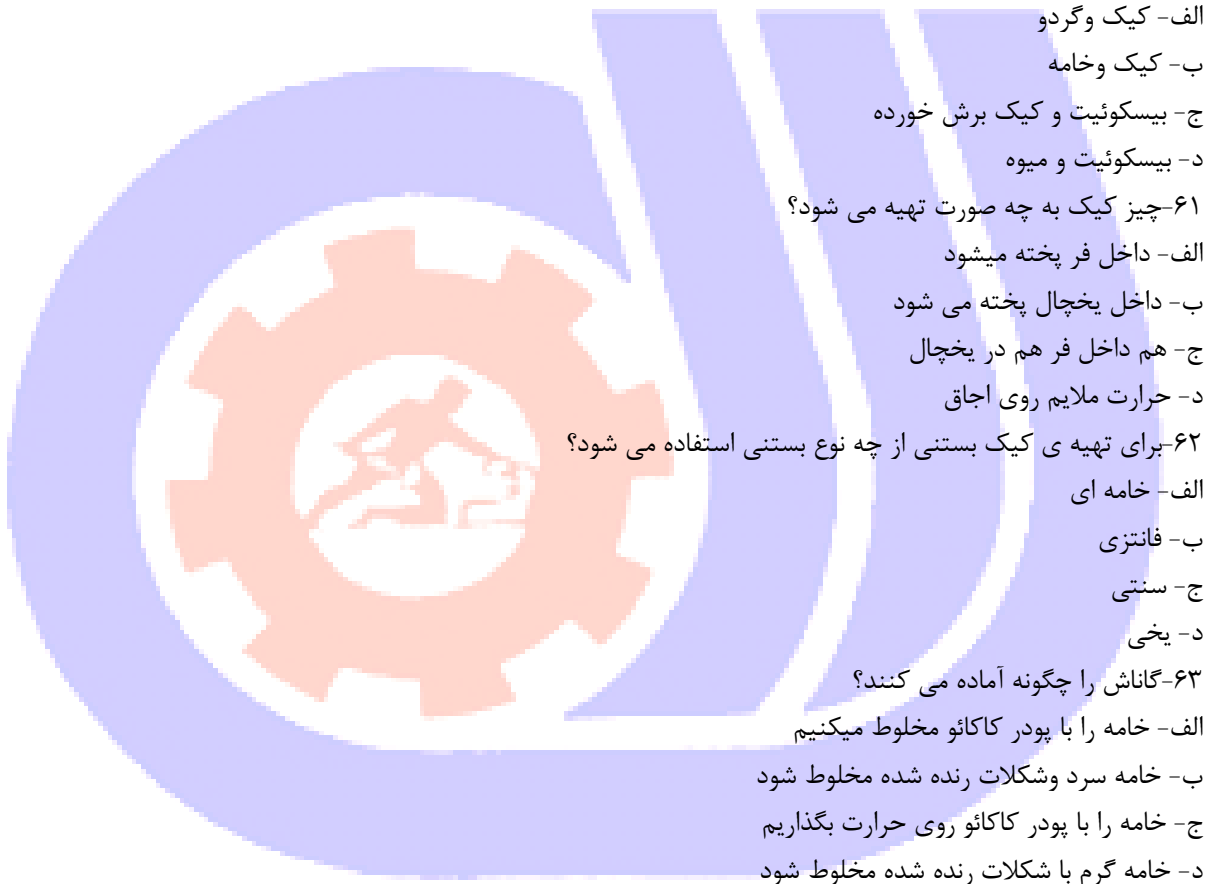 الف- کیک وگردو
ب- کیک وخامه
ج- بیسکوئیت و کیک برش خورده
د- بیسکوئیت و میوه
۶۱-چیز کیک به چه صورت تهیه می شود؟
الف- داخل فر پخته میشود
ب- داخل یخچال پخته می شود
ج- هم داخل فر هم در یخچال
د- حرارت ملایم روی اجاق
۶۲-برای تهیه ی کیک بستنی از چه نوع بستنی استفاده می شود؟
الف- خامه ای
ب- فانتزی
ج- سنتی
د- یخی
۶۳-گاناش را چگونه آماده می کنند؟
الف- خامه را با پودر کاکائو مخلوط میکنیم
ب- خامه سرد وشکلات رنده شده مخلوط شود
ج- خامه را با پودر کاکائو روی حرارت بگذاریم
د- خامه گرم با شکلات رنده شده مخلوط شود